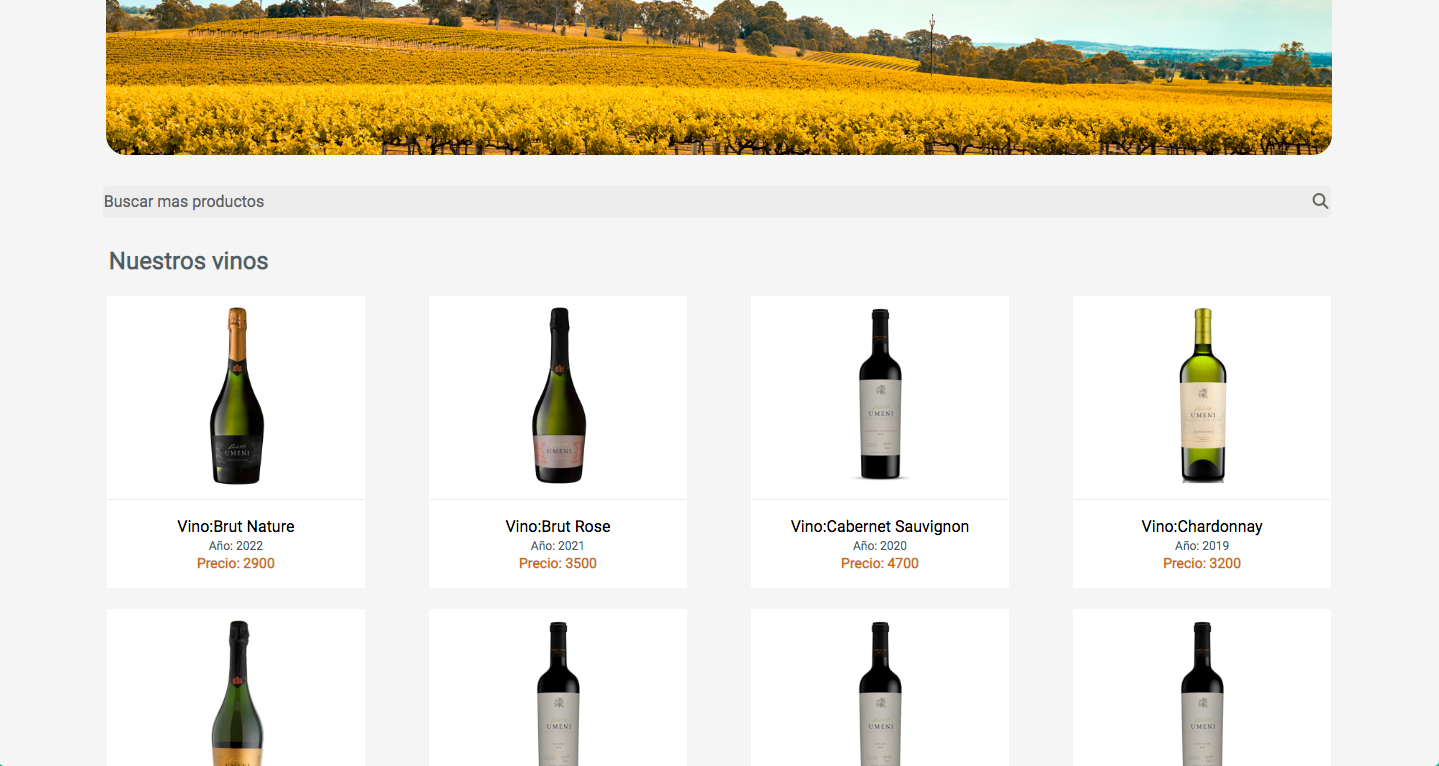 Buscar mas productos
Nuestros vinos
UMENI
UMENI
UMENI
UMENI
Vino:Brut Nature
Año: 2022
Precio: 2900
Vino:Brut Rose
Año: 2021
Precio: 3500
Vino:Cabernet Sauvignon
Año: 2020
Precio: 4700
Vino:Chardonnay
Año: 2019
Precio: 3200
UMENI
UMENI
UMENI
UMENI